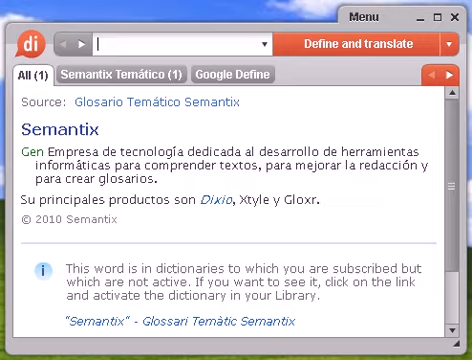 Menu
di
Define and translate
All (1) Semantix Temático (1) Google Define
Source: Glosario Temático Semantix
Semantix
Gen Empresa de tecnología dedicada al desarrollo de herramientas
informáticas para comprender textos, para mejorar la redacción y
para crear glosarios.
Su principales productos son Dixio, Xtyle y Gloxr.
© 2010 Semantix
i
This word is in dictionaries to which you are subscribed but
which are not active. If you want to see it, click on the link
and activate the dictionary in your Library.
"Semantix" - Glossari Temàtic Semantix